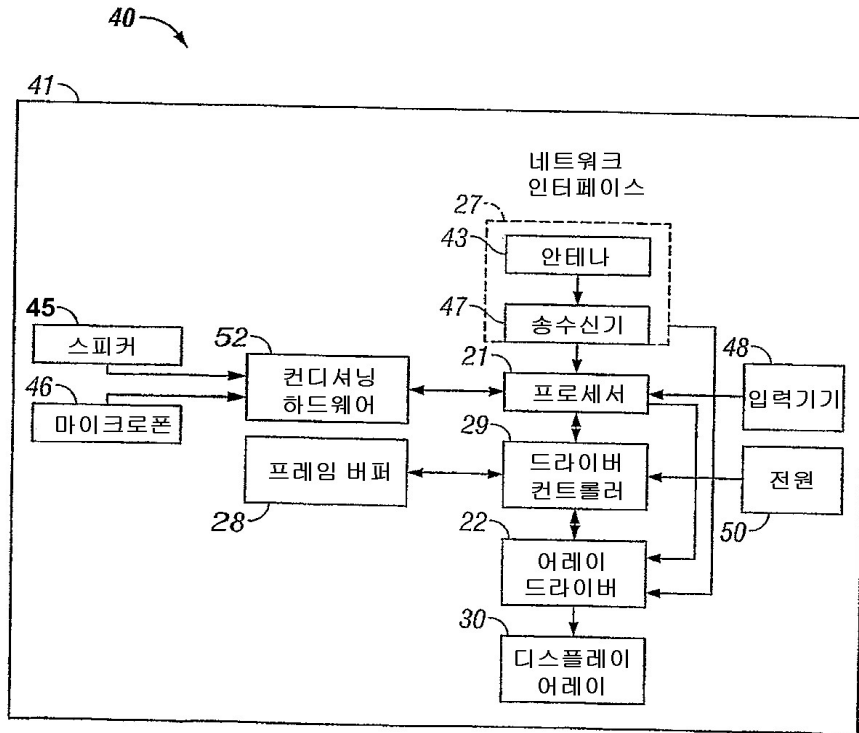 40
41
네트워크
인터페이스
27
43
안테나
45
스피커
47
송수신기
52
컨디셔닝
하드웨어
21
프로세서
48
입력기기
46
마이크로폰
29
드라이버
컨트롤러
프레임 버퍼
28
전원
50
22
어레이
드라이버
30
디스플레이
어레이